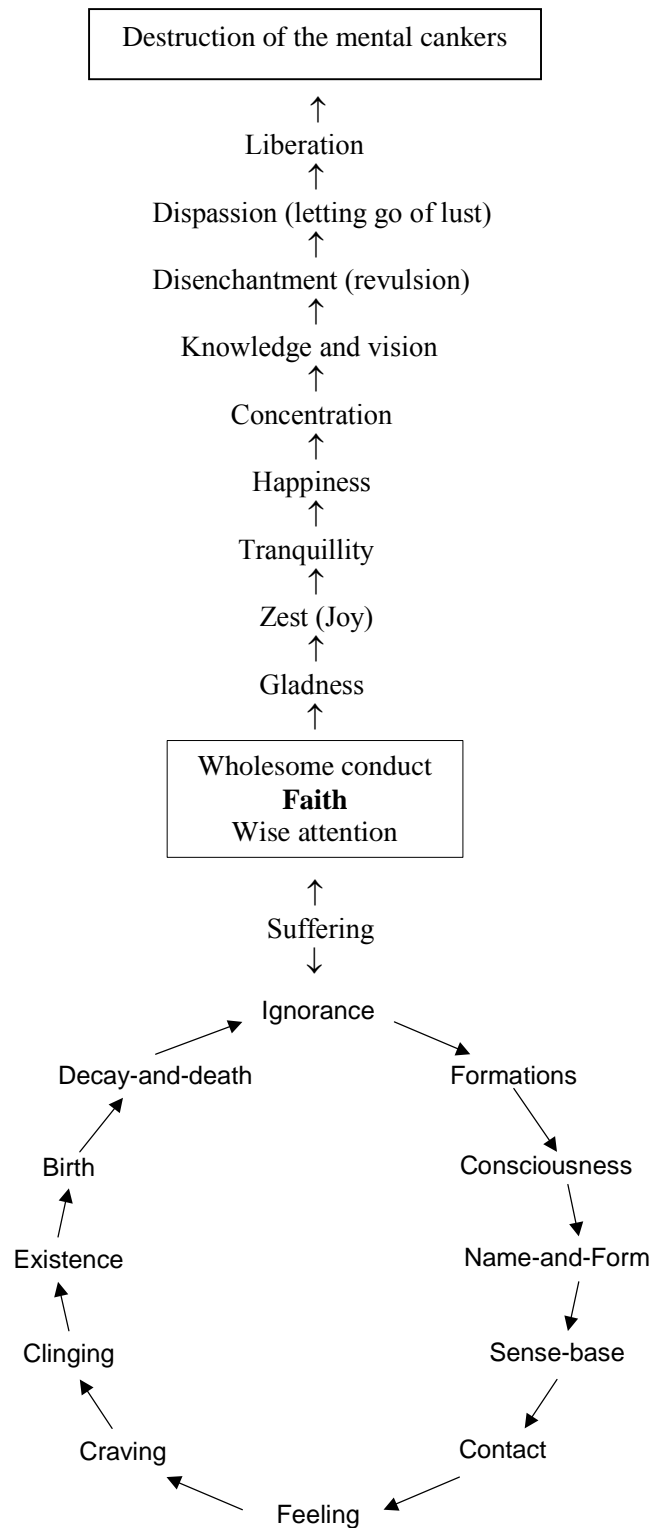 Destruction of the mental cankers
↑
Liberation
↑
Dispassion (letting go of lust)
↑
Disenchantment (revulsion)
↑
Knowledge and vision
↑
Concentration
↑
Happiness
↑
Tranquillity
↑
Zest (Joy)
↑
Gladness
↑
Wholesome conduct
Faith
Wise attention
↑
Suffering
↓
Ignorance
Formations
Consciousness
Name-and-Form
Sense-base
Contact
Feeling
Craving
Clinging
Existence
Birth
Decay-and-death